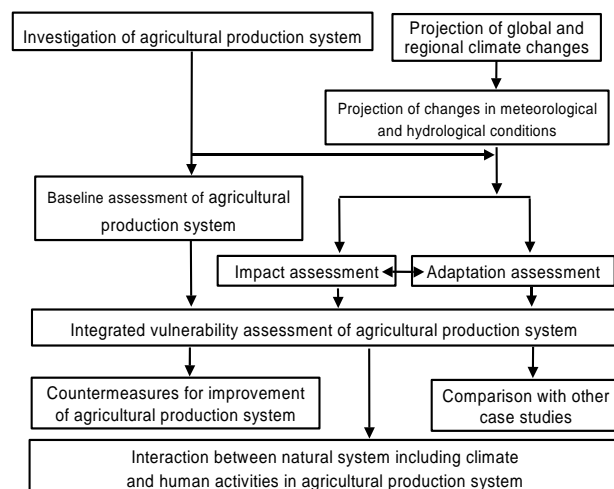 Investigation of agricultural production system
Projection of global and
regional climate changes
Projection of changes in meteorological
and hydrological conditions
Baseline assessment of agricultural
production system
Impact assessment
Adaptation assessment
Integrated vulnerability assessment of agricultural production system
Countermeasures for improvement
of agricultural production system
Comparison with other
case studies
Interaction between natural system including climate
and human activities in agricultural production system